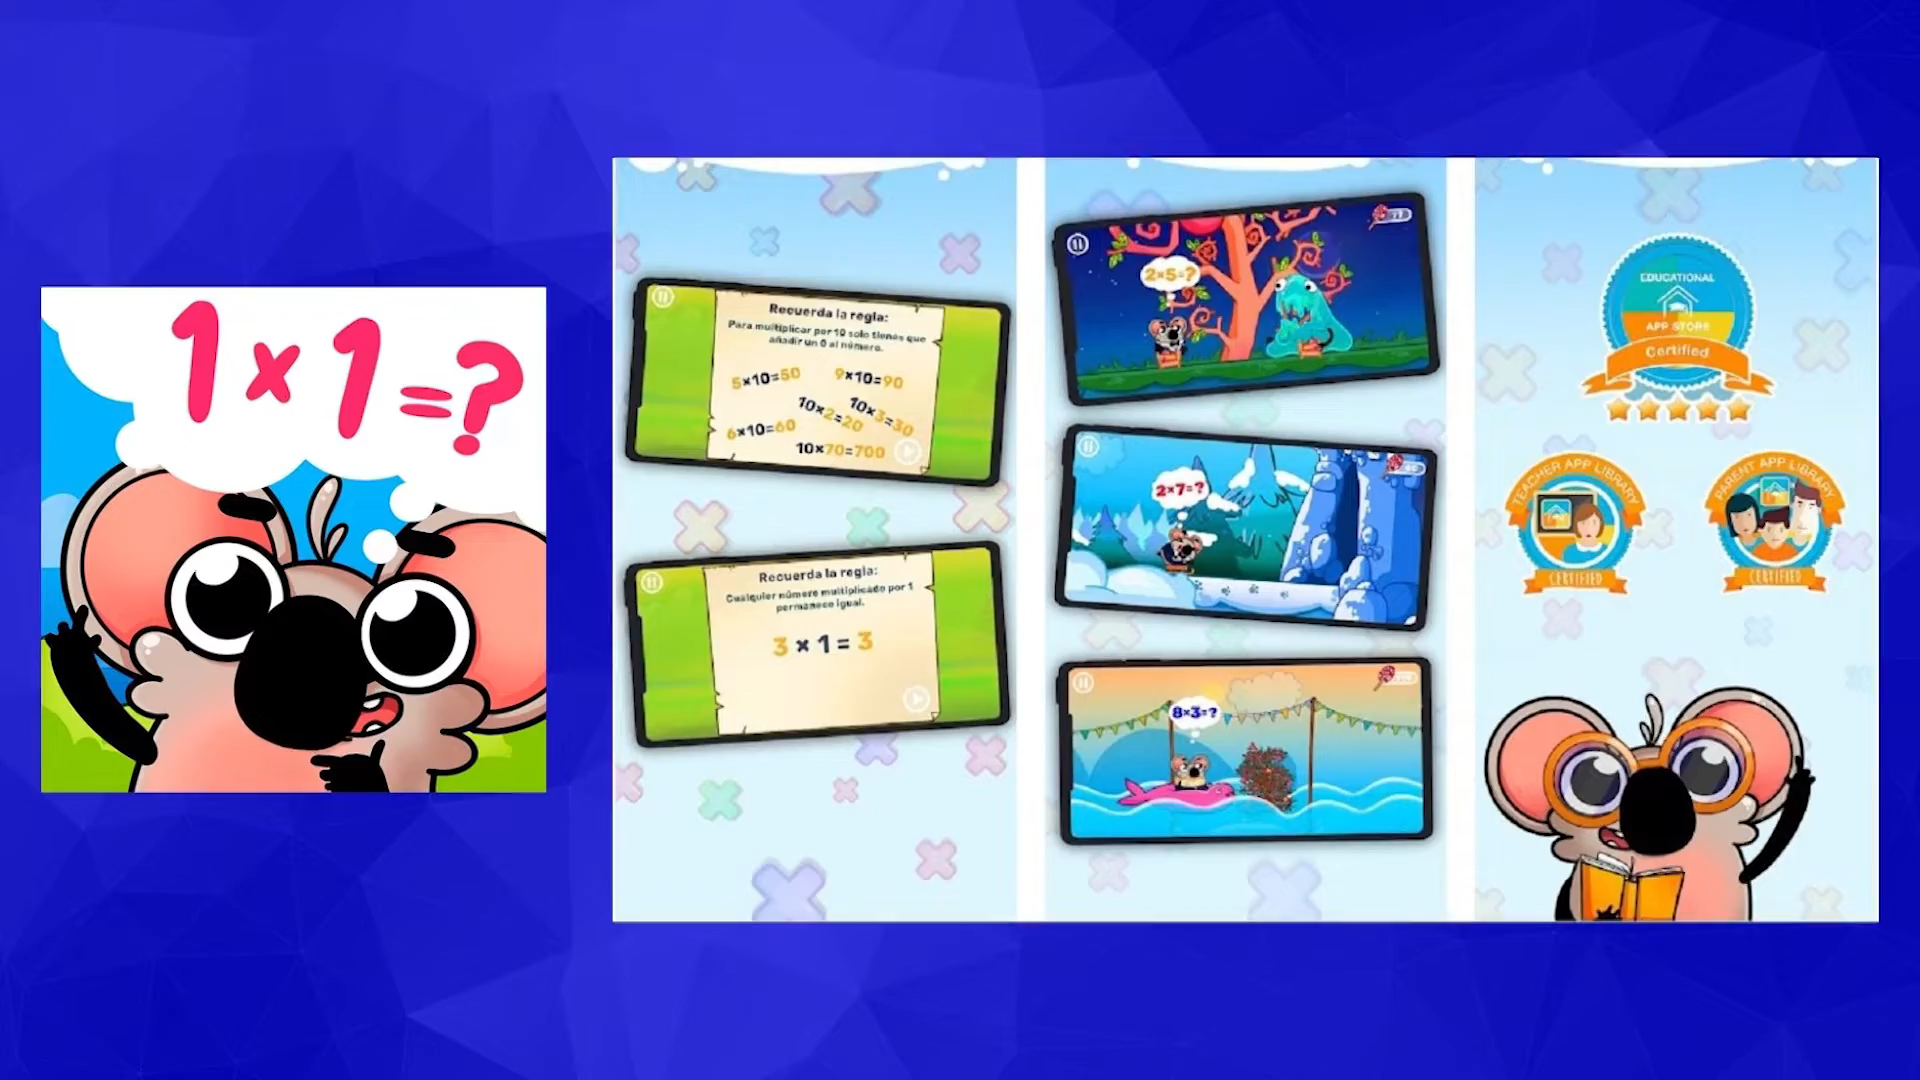 1×1=?
Recuerda la regla:
Para multiplicar por 10 solo tienes que
añadir un 0 al número.
5×10=50
9×10=90
10×2=20
10×3=30
6×10=60
10×70=700
Recuerda la regla:
Cualquier número multiplicado por 1
permanece igual.
3×1=3
2×5=?
2×7=?
8×3=?
EDUCATIONAL
APP STORE
Certified
TEACHER APP LIBRARY
CERTIFIED
PARENT APP LIBRARY
CERTIFIED